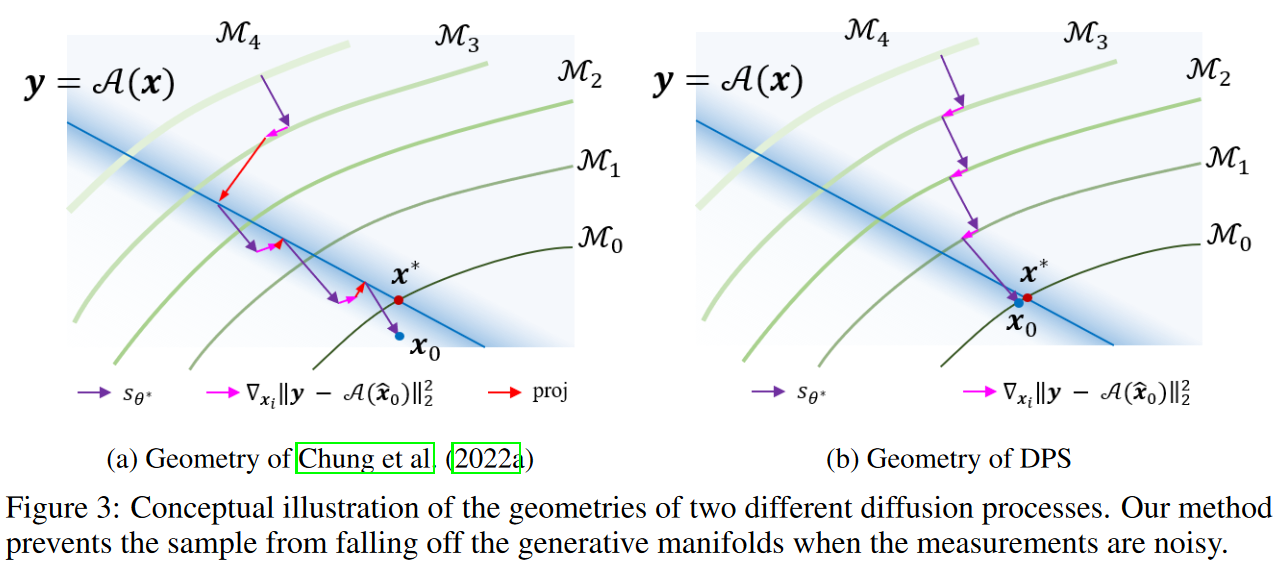 ℳ₄ ℳ₃ ℳ₂ ℳ₁ ℳ₀
𝒚 = 𝒜(𝒙)
𝒙*
𝒙₀
s_θ* ∇_{𝒙ᵢ}‖𝒚 − 𝒜(𝒙̂₀)‖₂² proj
(a) Geometry of Chung et al. (2022a)
ℳ₄ ℳ₃ ℳ₂ ℳ₁ ℳ₀
𝒚 = 𝒜(𝒙)
𝒙*
𝒙₀
s_θ* ∇_{𝒙ᵢ}‖𝒚 − 𝒜(𝒙̂₀)‖₂²
(b) Geometry of DPS
Figure 3: Conceptual illustration of the geometries of two different diffusion processes. Our method
prevents the sample from falling off the generative manifolds when the measurements are noisy.